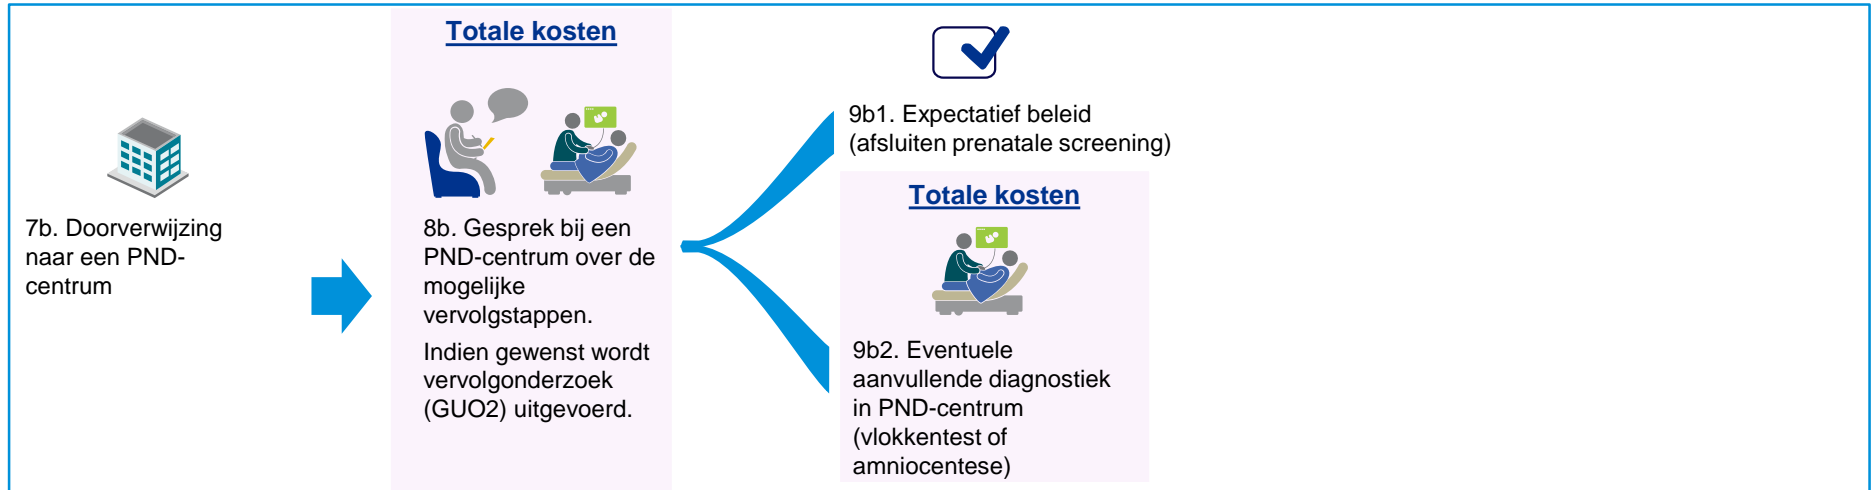 7b. Doorverwijzing
naar een PND-
centrum
Totale kosten
8b. Gesprek bij een
PND-centrum over de
mogelijke
vervolgstappen.
Indien gewenst wordt
vervolgonderzoek
(GUO2) uitgevoerd.
9b1. Expectatief beleid
(afsluiten prenatale screening)
Totale kosten
9b2. Eventuele
aanvullende diagnostiek
in PND-centrum
(vlokkentest of
amniocentese)